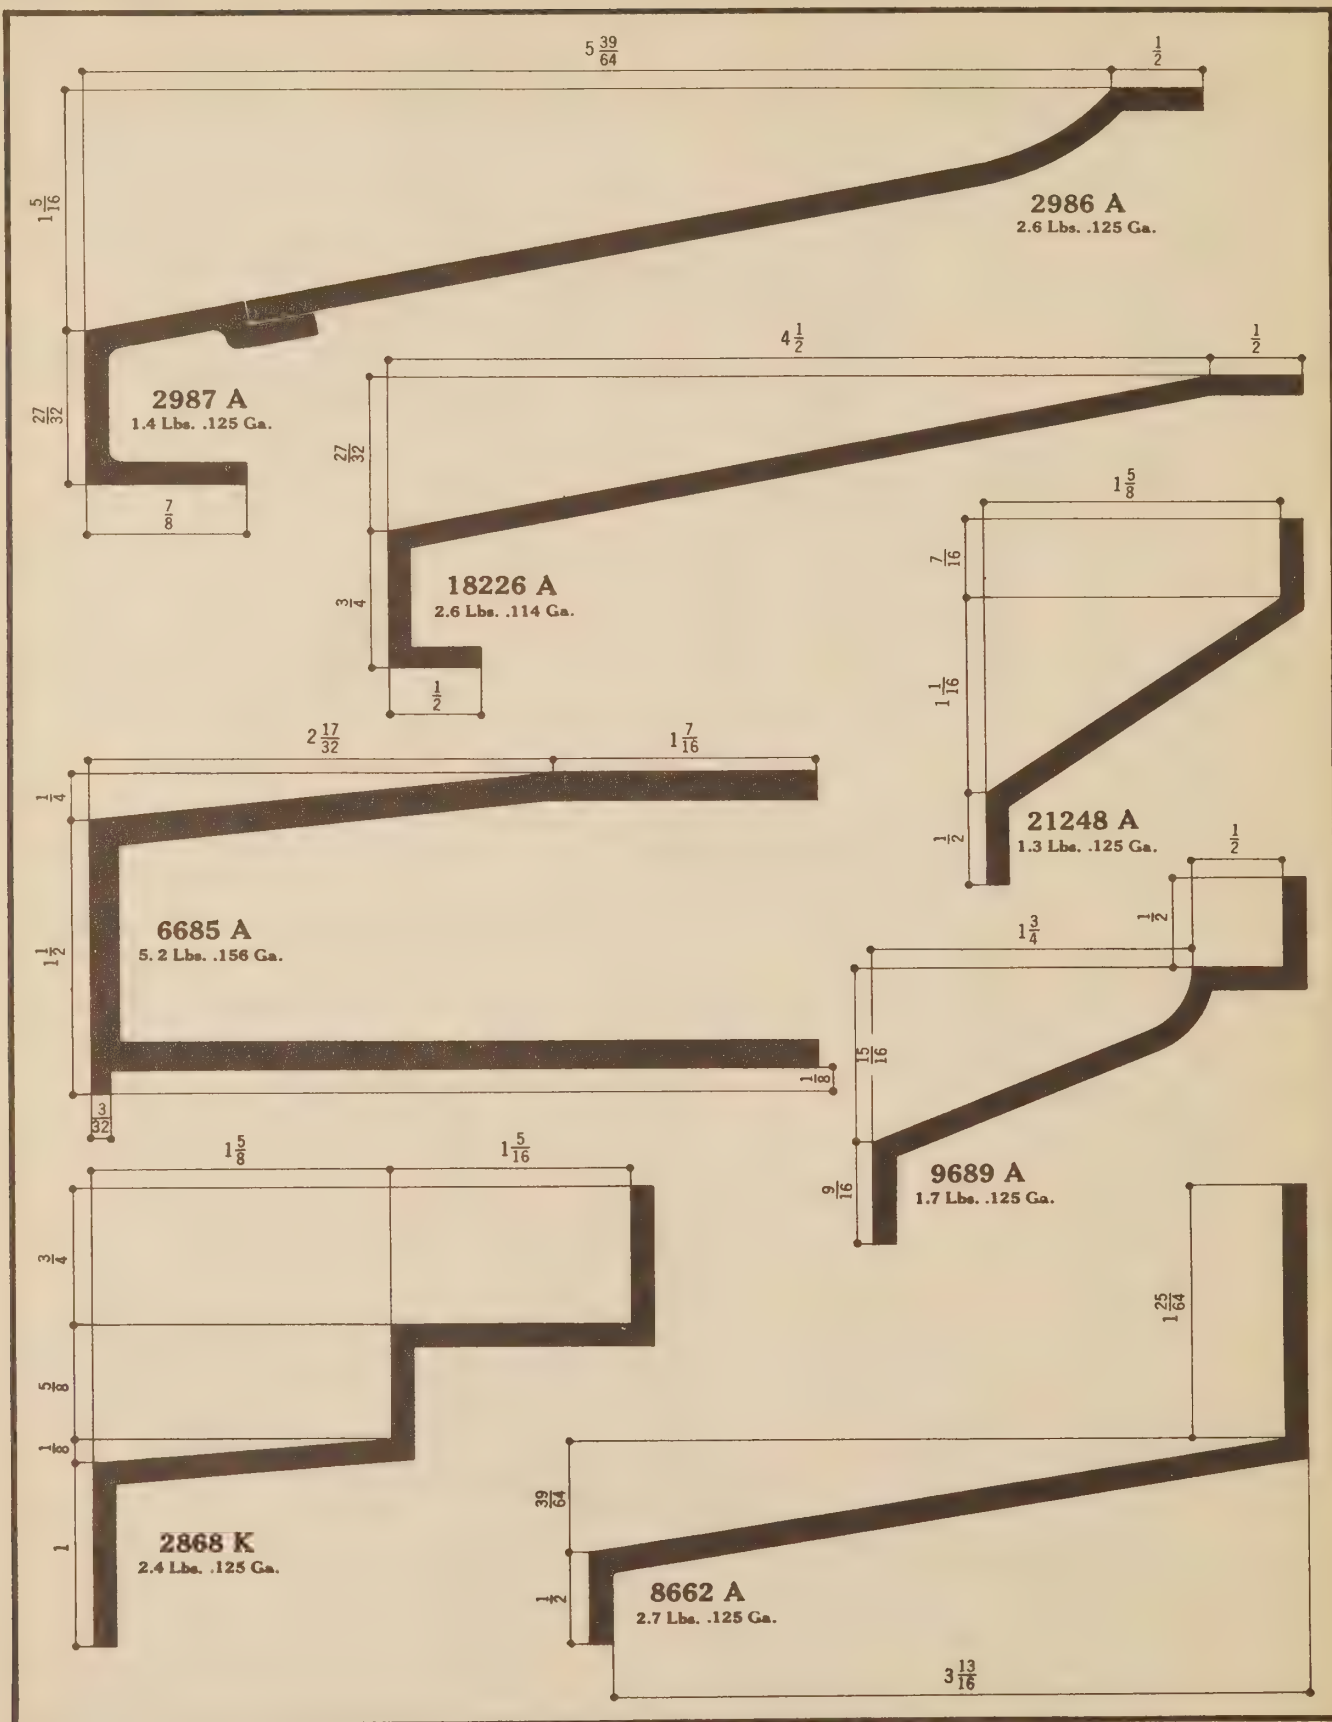 5 39/64
1/2
1 5/16
2986 A
2.6 Lbs. .125 Ga.
27/32
2987 A
1.4 Lbs. .125 Ga.
7/8
4 1/2
1/2
27/32
3/4
18226 A
2.6 Lbs. .114 Ga.
1/2
1 5/8
7/16
1 1/16
1/2
21248 A
1.3 Lbs. .125 Ga.
2 17/32
1 7/16
1/4
1 1/2
6685 A
5.2 Lbs. .156 Ga.
1/8
3/32
1/2
1/2
1 3/4
15/16
9/16
9689 A
1.7 Lbs. .125 Ga.
1 5/8
1 5/16
3/4
5/8
1/8
1
2868 K
2.4 Lbs. .125 Ga.
1 25/64
39/64
1/2
8662 A
2.7 Lbs. .125 Ga.
3 13/16